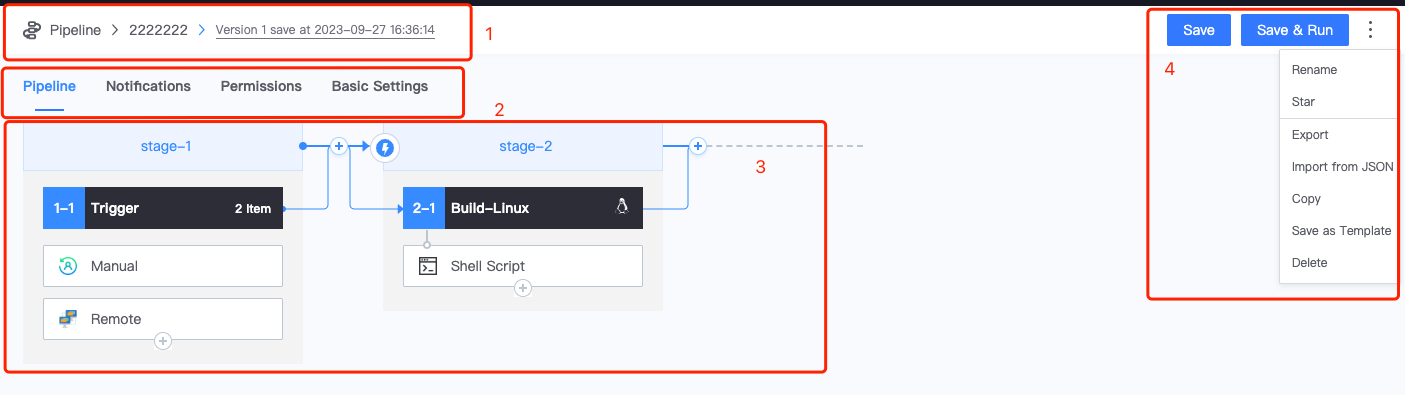 Pipeline > 2222222 > Version 1 save at 2023-09-27 16:36:14
1
Save
Save & Run
4
Rename
Star
Export
Import from JSON
Copy
Save as Template
Delete
Pipeline
Notifications
Permissions
Basic Settings
2
stage-1
stage-2
3
1-1
Trigger
2 Item
2-1
Build-Linux
Manual
Shell Script
Remote